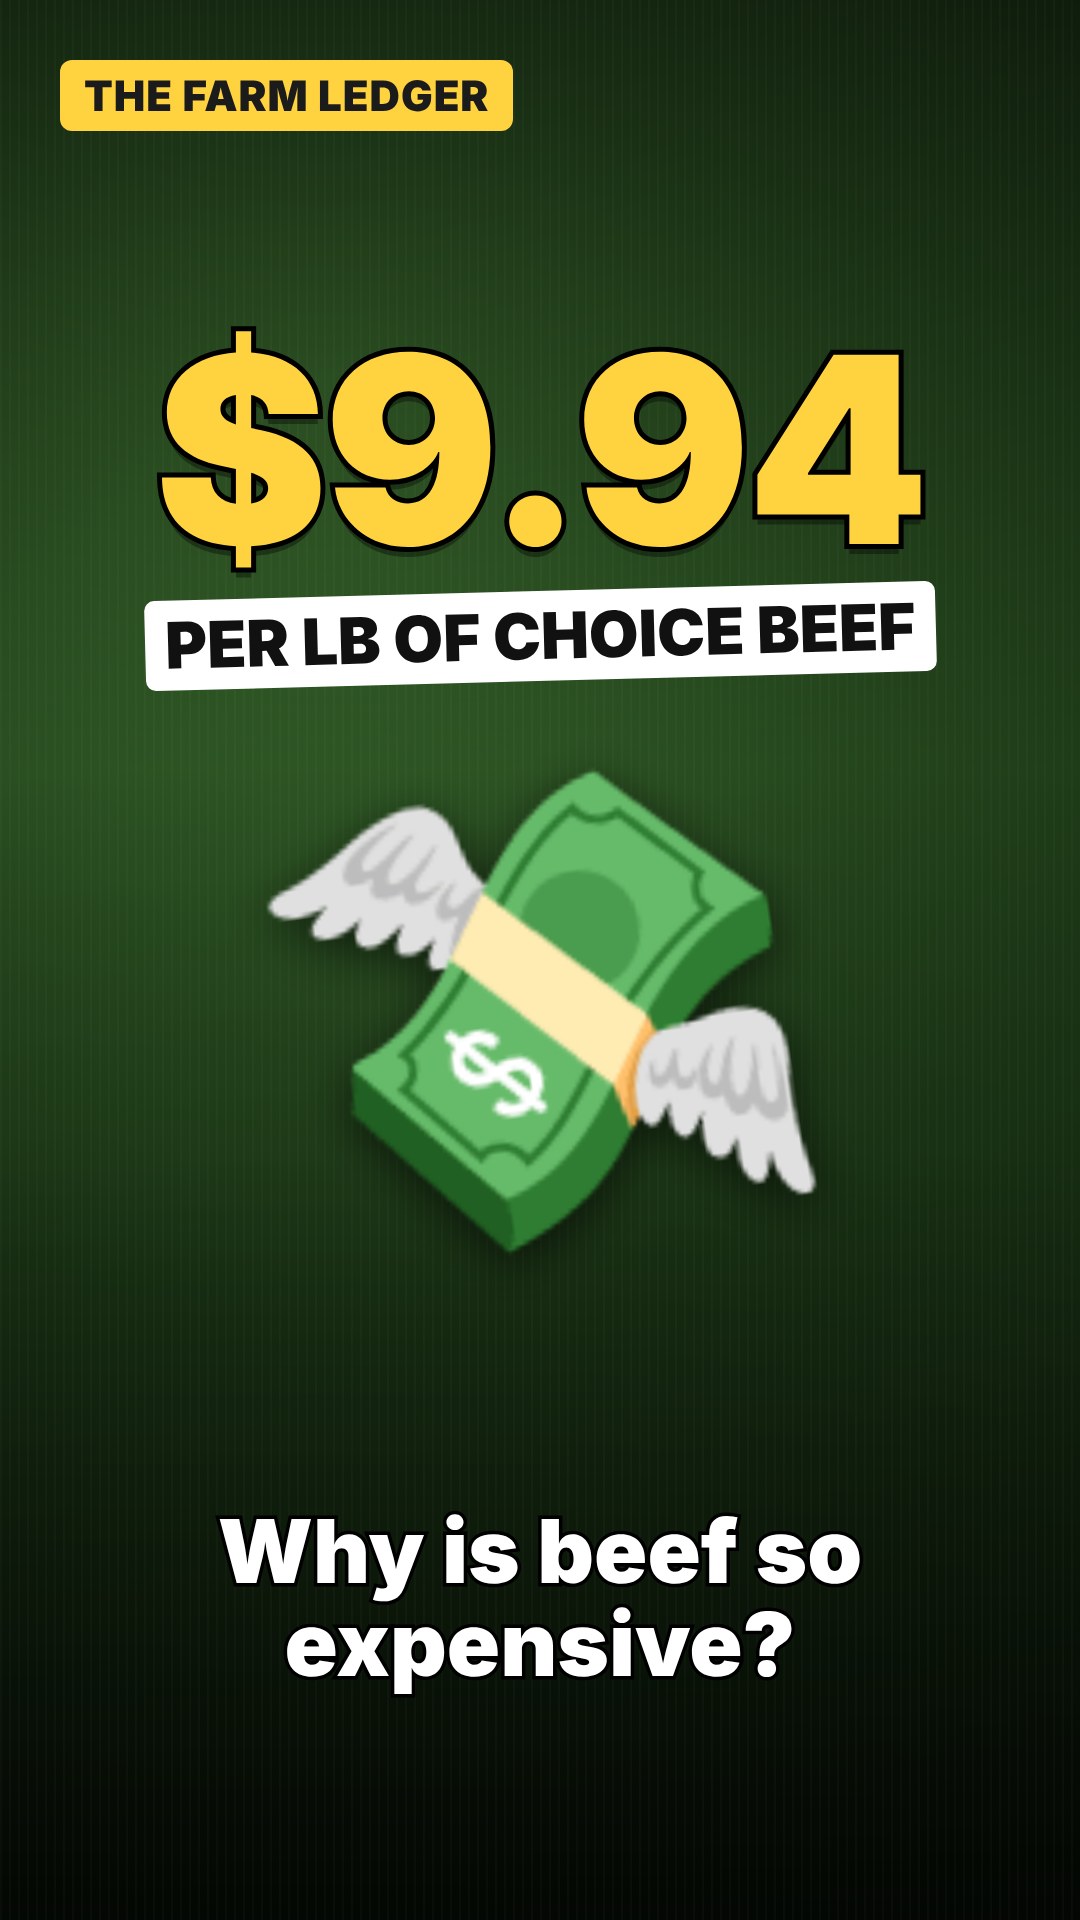 THE FARM LEDGER
$9.94
PER LB OF CHOICE BEEF
$
Why is beef so
expensive?